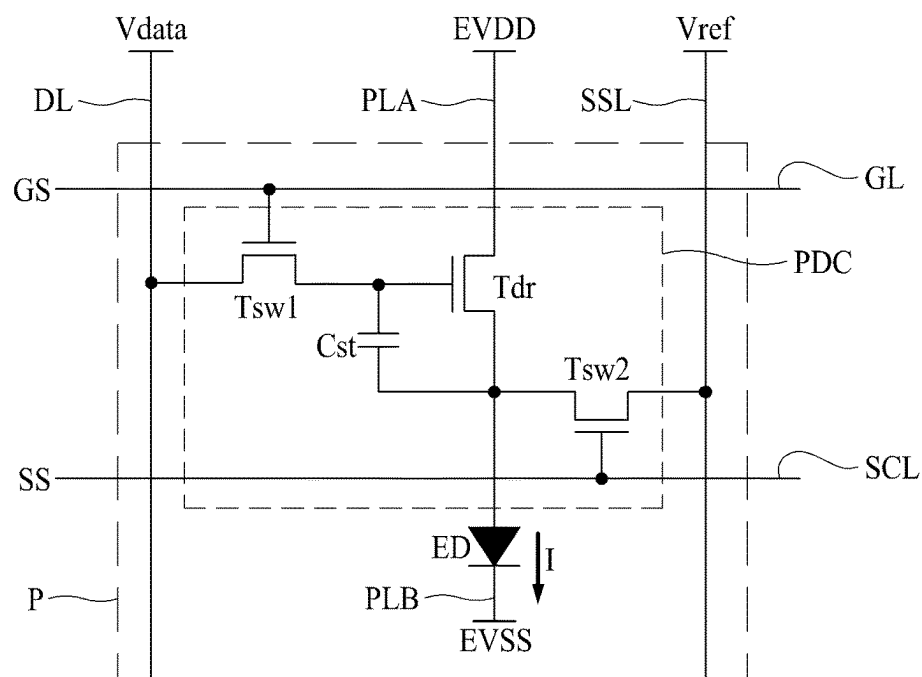 Vdata
EVDD
Vref
DL
PLA
SSL
GS
GL
PDC
Tsw1
Tdr
Cst
Tsw2
SS
SCL
ED
I
P
PLB
EVSS